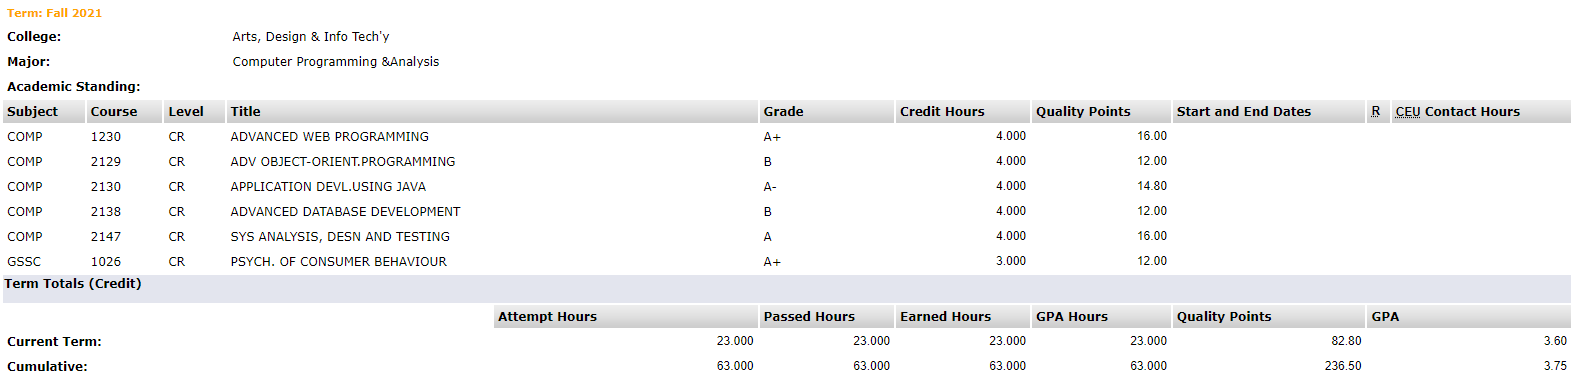 Term: Fall 2021
College: Arts, Design & Info Tech'y
Major: Computer Programming &Analysis
Academic Standing:
Subject Course Level Title Grade Credit Hours Quality Points Start and End Dates R CEU Contact Hours
COMP 1230 CR ADVANCED WEB PROGRAMMING A+ 4.000 16.00
COMP 2129 CR ADV OBJECT-ORIENT.PROGRAMMING B 4.000 12.00
COMP 2130 CR APPLICATION DEVL.USING JAVA A- 4.000 14.80
COMP 2138 CR ADVANCED DATABASE DEVELOPMENT B 4.000 12.00
COMP 2147 CR SYS ANALYSIS, DESN AND TESTING A 4.000 16.00
GSSC 1026 CR PSYCH. OF CONSUMER BEHAVIOUR A+ 3.000 12.00
Term Totals (Credit)
Attempt Hours Passed Hours Earned Hours GPA Hours Quality Points GPA
Current Term: 23.000 23.000 23.000 23.000 82.80 3.60
Cumulative: 63.000 63.000 63.000 63.000 236.50 3.75